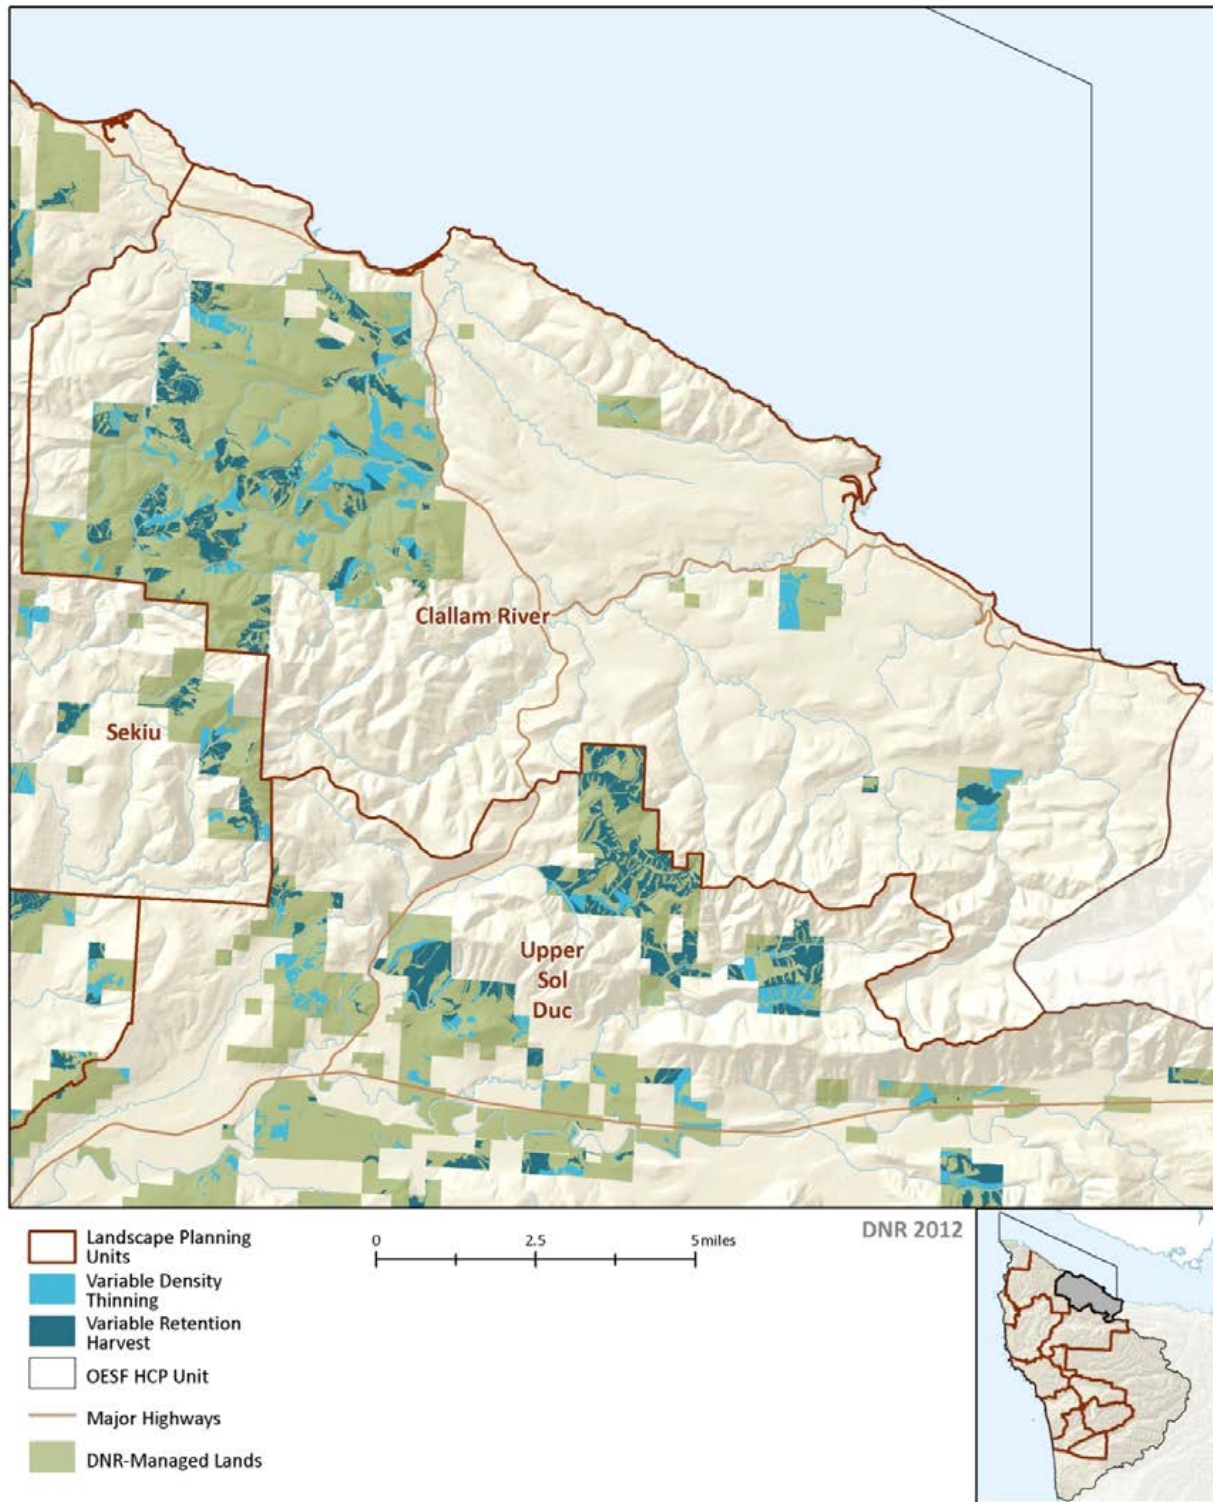 Clallam River
Sekiu
Upper
Sol
Duc
Landscape Planning
Units
Variable Density
Thinning
Variable Retention
Harvest
OESF HCP Unit
Major Highways
DNR-Managed Lands
0 2.5 5 miles
DNR 2012